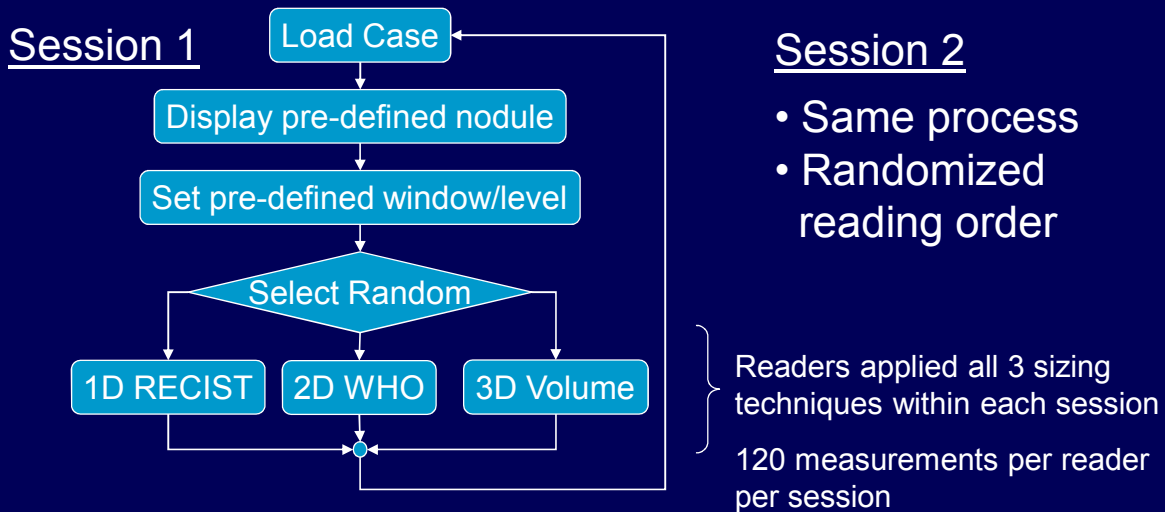 Session 1
Load Case
Display pre-defined nodule
Set pre-defined window/level
Select Random
1D RECIST
2D WHO
3D Volume
Session 2
• Same process
• Randomized
reading order
Readers applied all 3 sizing
techniques within each session
120 measurements per reader
per session